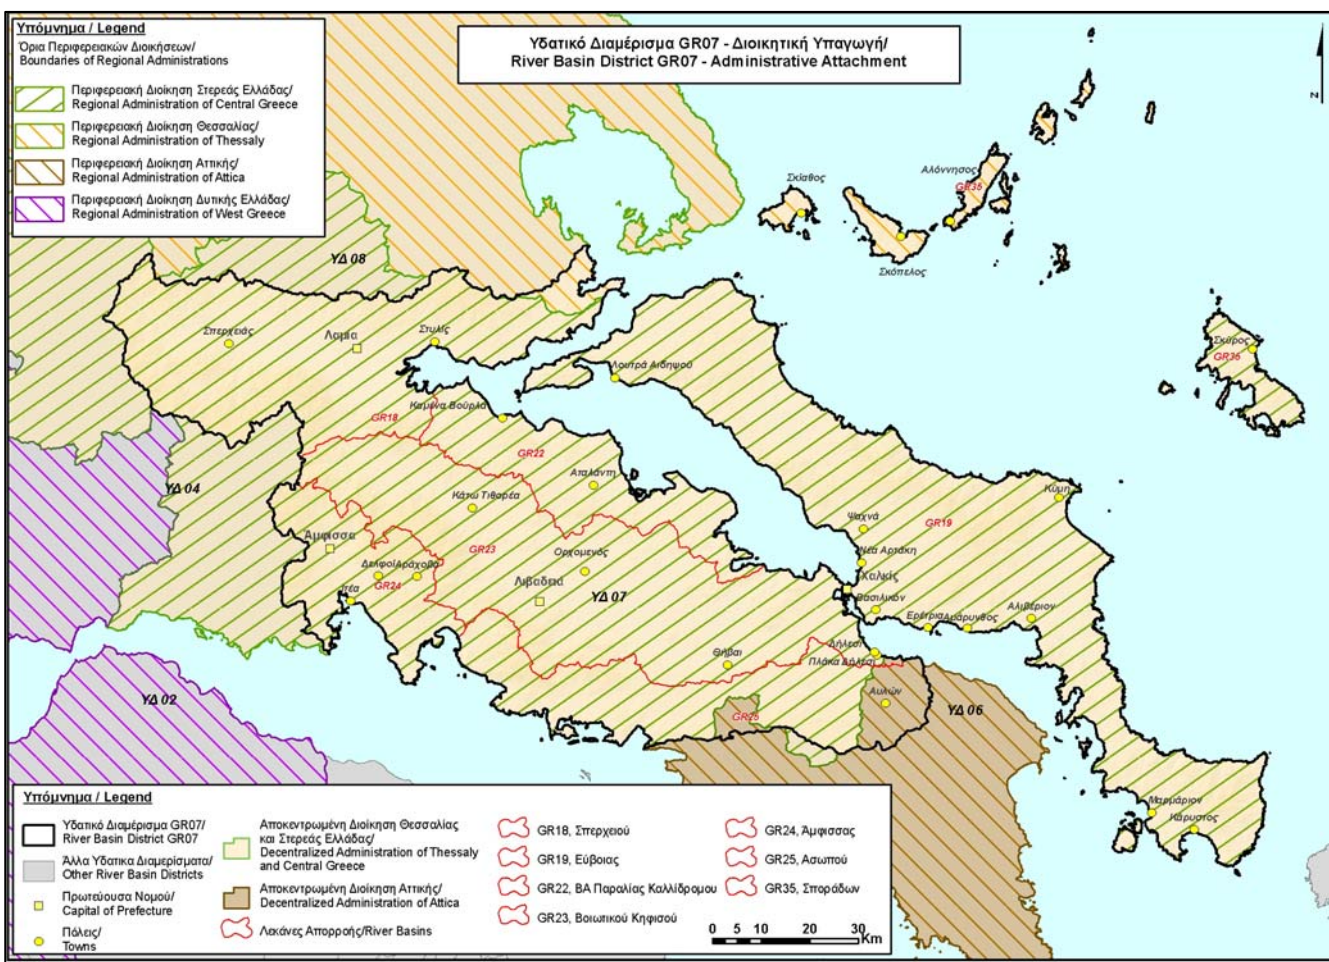 Υπόμνημα / Legend
Όρια Περιφερειακών Διοικήσεων/
Boundaries of Regional Administrations
Περιφερειακή Διοίκηση Στερεάς Ελλάδας/
Regional Administration of Central Greece
Περιφερειακή Διοίκηση Θεσσαλίας/
Regional Administration of Thessaly
Περιφερειακή Διοίκηση Αττικής/
Regional Administration of Attica
Περιφερειακή Διοίκηση Δυτικής Ελλάδας/
Regional Administration of West Greece
Υδατικό Διαμέρισμα GR07 - Διοικητική Υπαγωγή/
River Basin District GR07 - Administrative Attachment
N
Σκίαθος
Αλόννησος
GR35
Σκόπελος
ΥΔ 08
Σπερχειάς
Λαμία
Στυλίς
Σκύρος
GR35
Λουτρά Αιδηψού
Καμένα Βούρλα
GR18
GR22
Αταλάντη
ΥΔ 04
Κάτω Τιθορέα
Κύμη
Ψαχνά
GR19
Άμφισσα
GR23
Ορχομενός
Νέα Αρτάκη
Δελφοί
Αράχοβα
GR24
Λιβαδειά
Χαλκίς
Ιτέα
ΥΔ 07
Βασιλικόν
Ερέτρια
Αμάρυνθος
Αλιβέριον
Δήλεσι
Θήβαι
Πλάκα Δήλεσι
Αυλών
ΥΔ 02
GR25
ΥΔ 06
Μαρμάριον
Κάρυστος
Υπόμνημα / Legend
Υδατικό Διαμέρισμα GR07/
River Basin District GR07
Άλλα Υδατικα Διαμερίσματα/
Other River Basin Districts
Πρωτεύουσα Νομού/
Capital of Prefecture
Πόλεις/
Towns
Αποκεντρωμένη Διοίκηση Θεσσαλίας
και Στερεάς Ελλάδας/
Decentralized Administration of Thessaly
and Central Greece
Αποκεντρωμένη Διοίκηση Αττικής/
Decentralized Administration of Attica
Λεκάνες Απορροής/River Basins
GR18, Σπερχειού
GR19, Εύβοιας
GR22, ΒΑ Παραλίας Καλλίδρομου
GR23, Βοιωτικού Κηφισού
GR24, Άμφισσας
GR25, Ασωπού
GR35, Σποράδων
0 5 10 20 30
Km